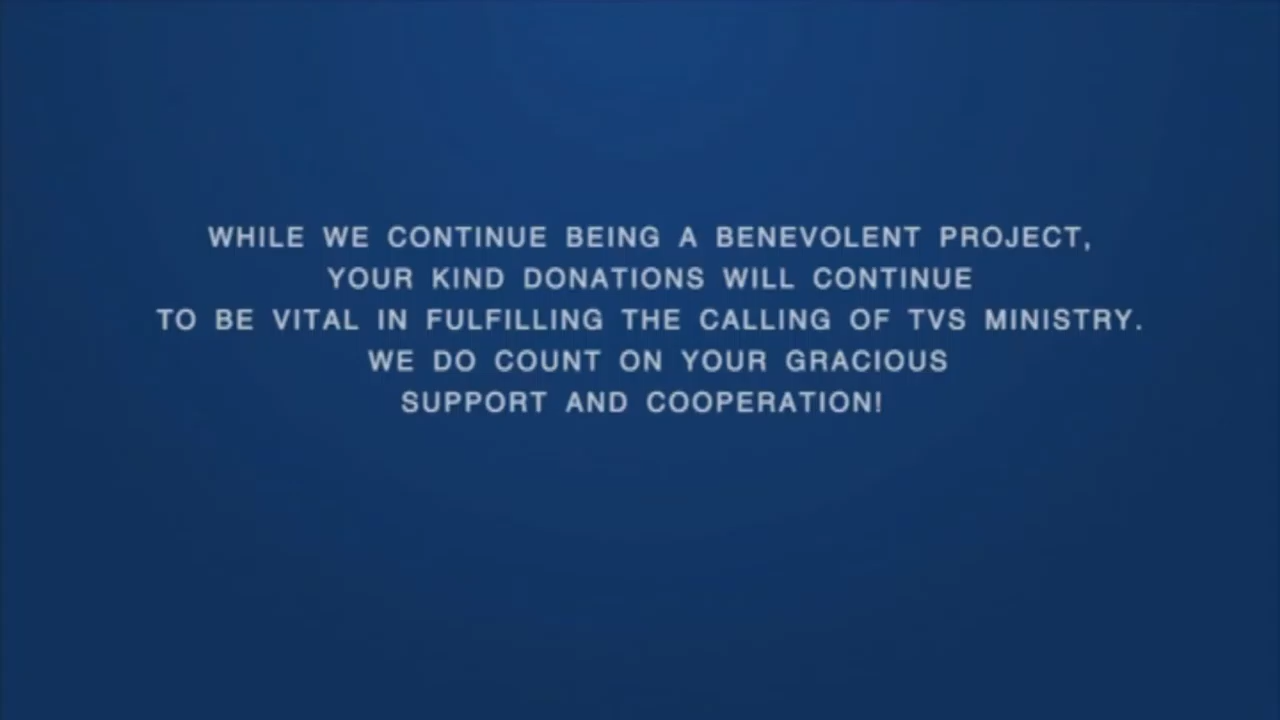 WHILE WE CONTINUE BEING A BENEVOLENT PROJECT,
YOUR KIND DONATIONS WILL CONTINUE
TO BE VITAL IN FULFILLING THE CALLING OF TVS MINISTRY.
WE DO COUNT ON YOUR GRACIOUS
SUPPORT AND COOPERATION!